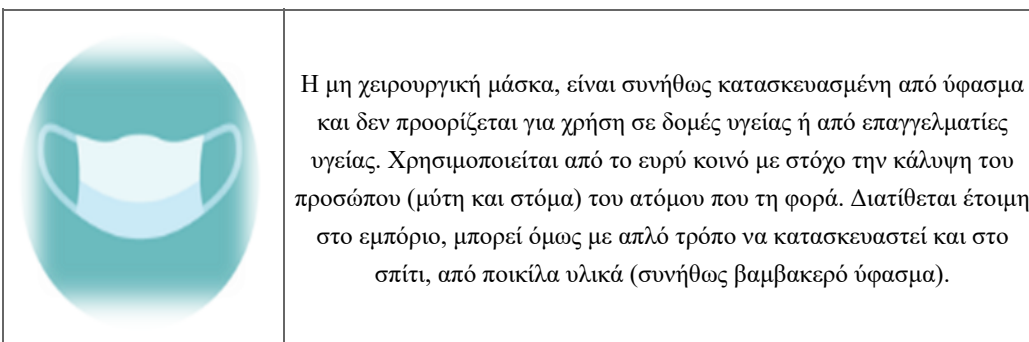 Η μη χειρουργική μάσκα, είναι συνήθως κατασκευασμένη από ύφασμα
και δεν προορίζεται για χρήση σε δομές υγείας ή από επαγγελματίες
υγείας. Χρησιμοποιείται από το ευρύ κοινό με στόχο την κάλυψη του
προσώπου (μύτη και στόμα) του ατόμου που τη φορά. Διατίθεται έτοιμη
στο εμπόριο, μπορεί όμως με απλό τρόπο να κατασκευαστεί και στο
σπίτι, από ποικίλα υλικά (συνήθως βαμβακερό ύφασμα).